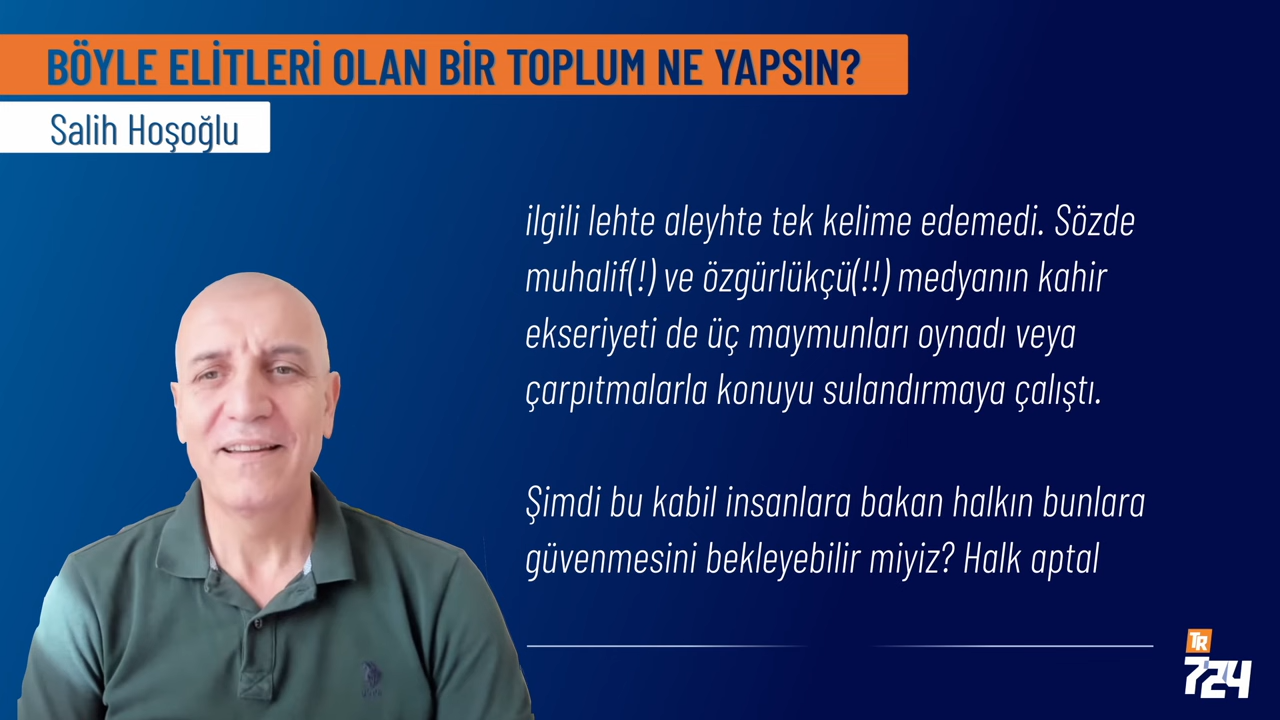 BÖYLE ELİTLERİ OLAN BİR TOPLUM NE YAPSIN?
Salih Hoşoğlu
ilgili lehte aleyhte tek kelime edemedi. Sözde
muhalif(!) ve özgürlükçü(!!) medyanın kahir
ekseriyeti de üç maymunları oynadı veya
çarpıtmalarla konuyu sulandırmaya çalıştı.
Şimdi bu kabil insanlara bakan halkın bunlara
güvenmesini bekleyebilir miyiz? Halk aptal
TR
724